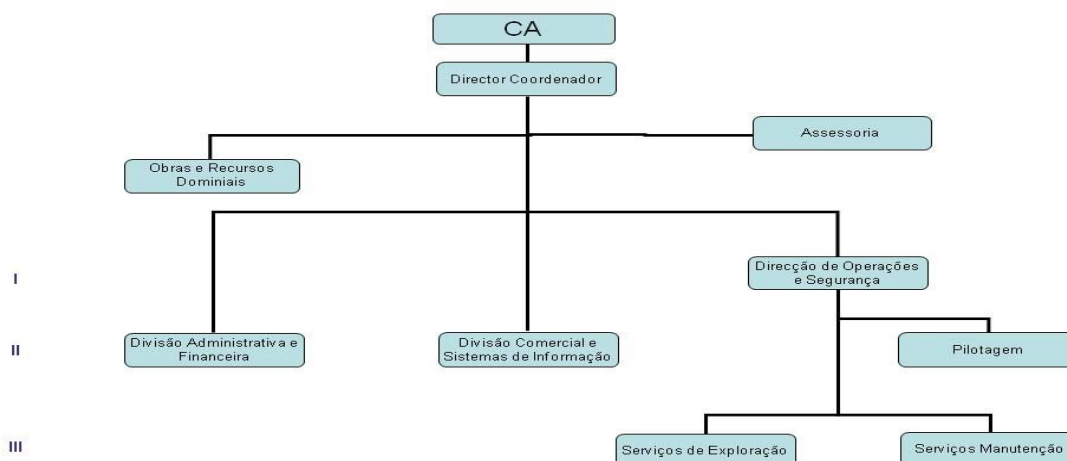 CA
Director Coordenador
Assessoria
Obras e Recursos
Dominiais
I
Direcção de Operações
e Segurança
II
Divisão Administrativa e
Financeira
Divisão Comercial e
Sistemas de Informação
Pilotagem
III
Serviços de Exploração
Serviços Manutenção